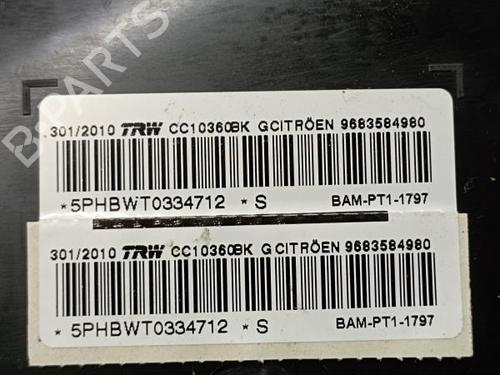 B-PARTS
301/2010 TRW CC10360BK G CITRÖEN 9683584980
*5PHBWT0334712 *S BAM-PT1-1797
301/2010 TRW CC10360BK G CITRÖEN 9683584980
* 5PHBWT0334712 * S BAM-PT1-1797